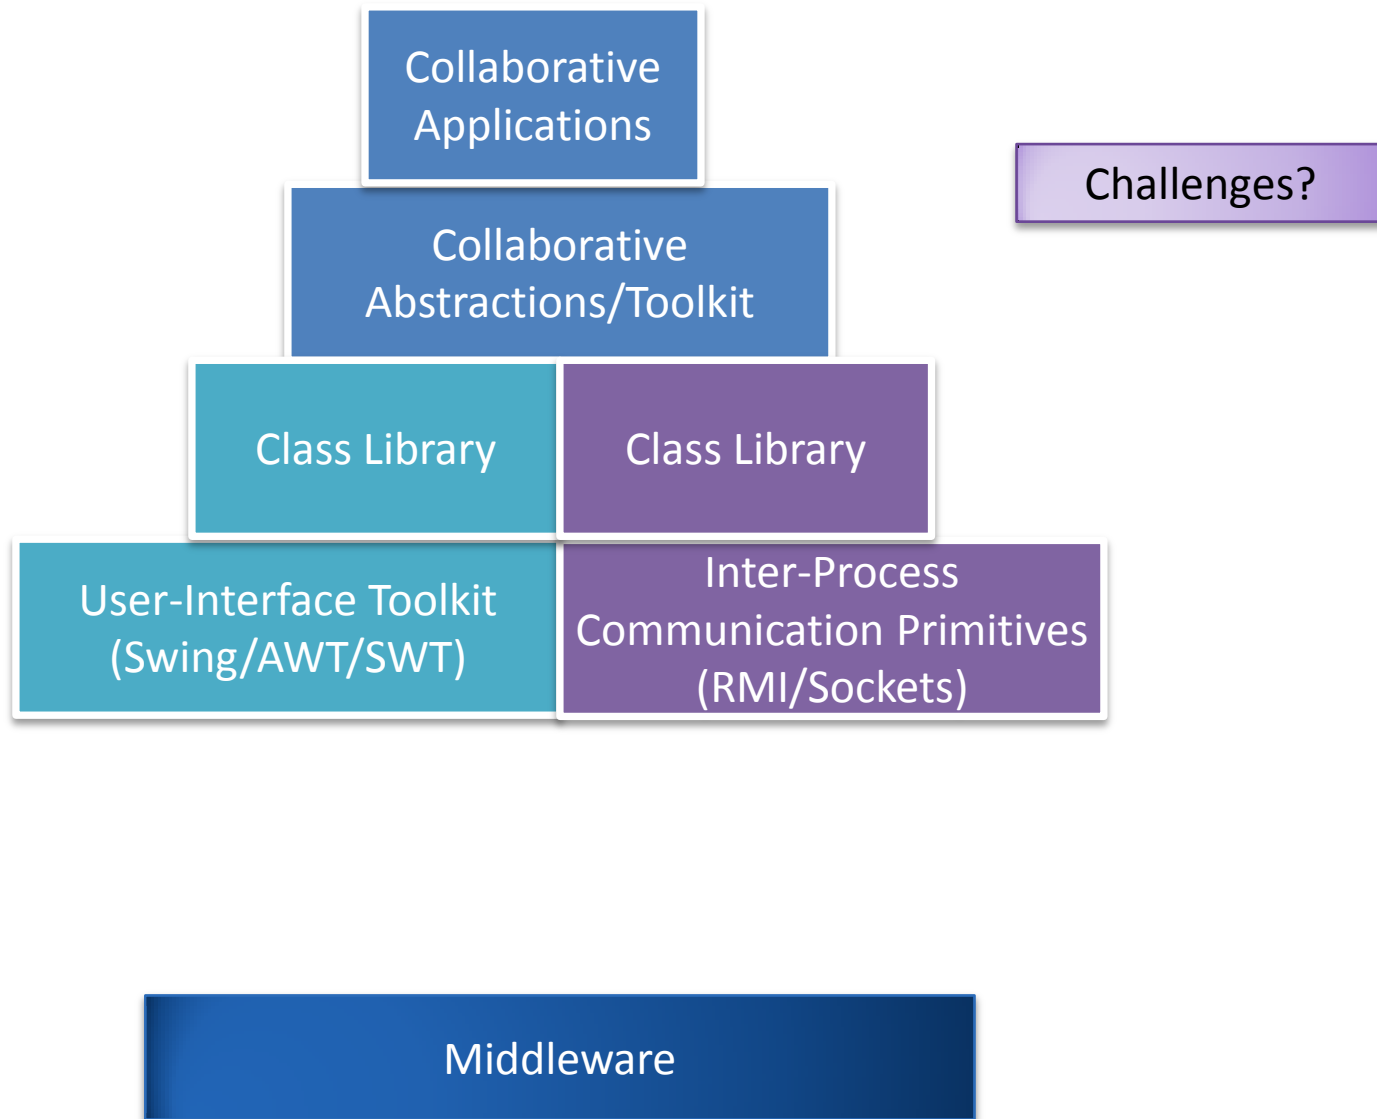 Collaborative
Applications
Challenges?
Collaborative
Abstractions/Toolkit
Class Library
Class Library
User-Interface Toolkit
(Swing/AWT/SWT)
Inter-Process
Communication Primitives
(RMI/Sockets)
Middleware